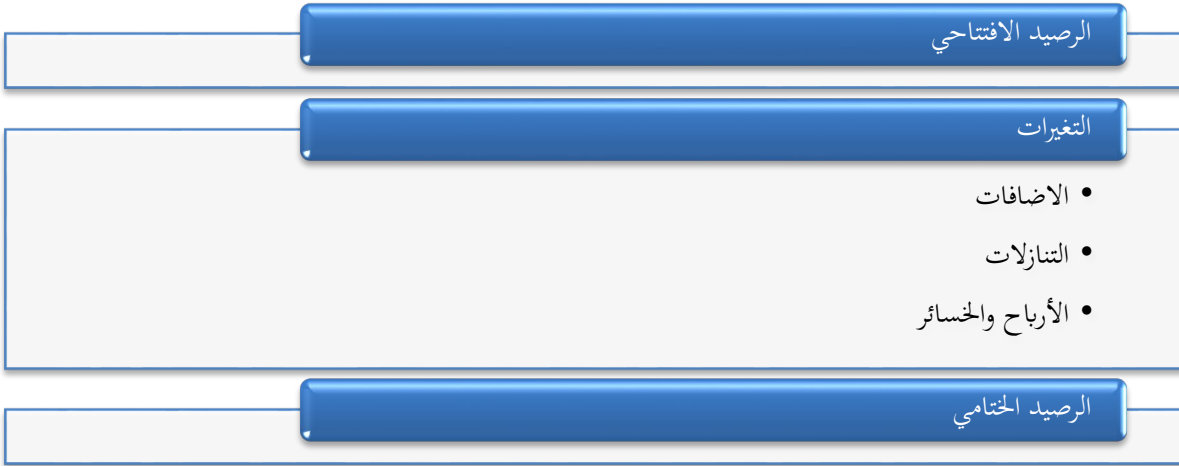 الرصيد الافتتاحي
التغيرات
• الاضافات
• التنازلات
• الأرباح والخسائر
الرصيد الختامي